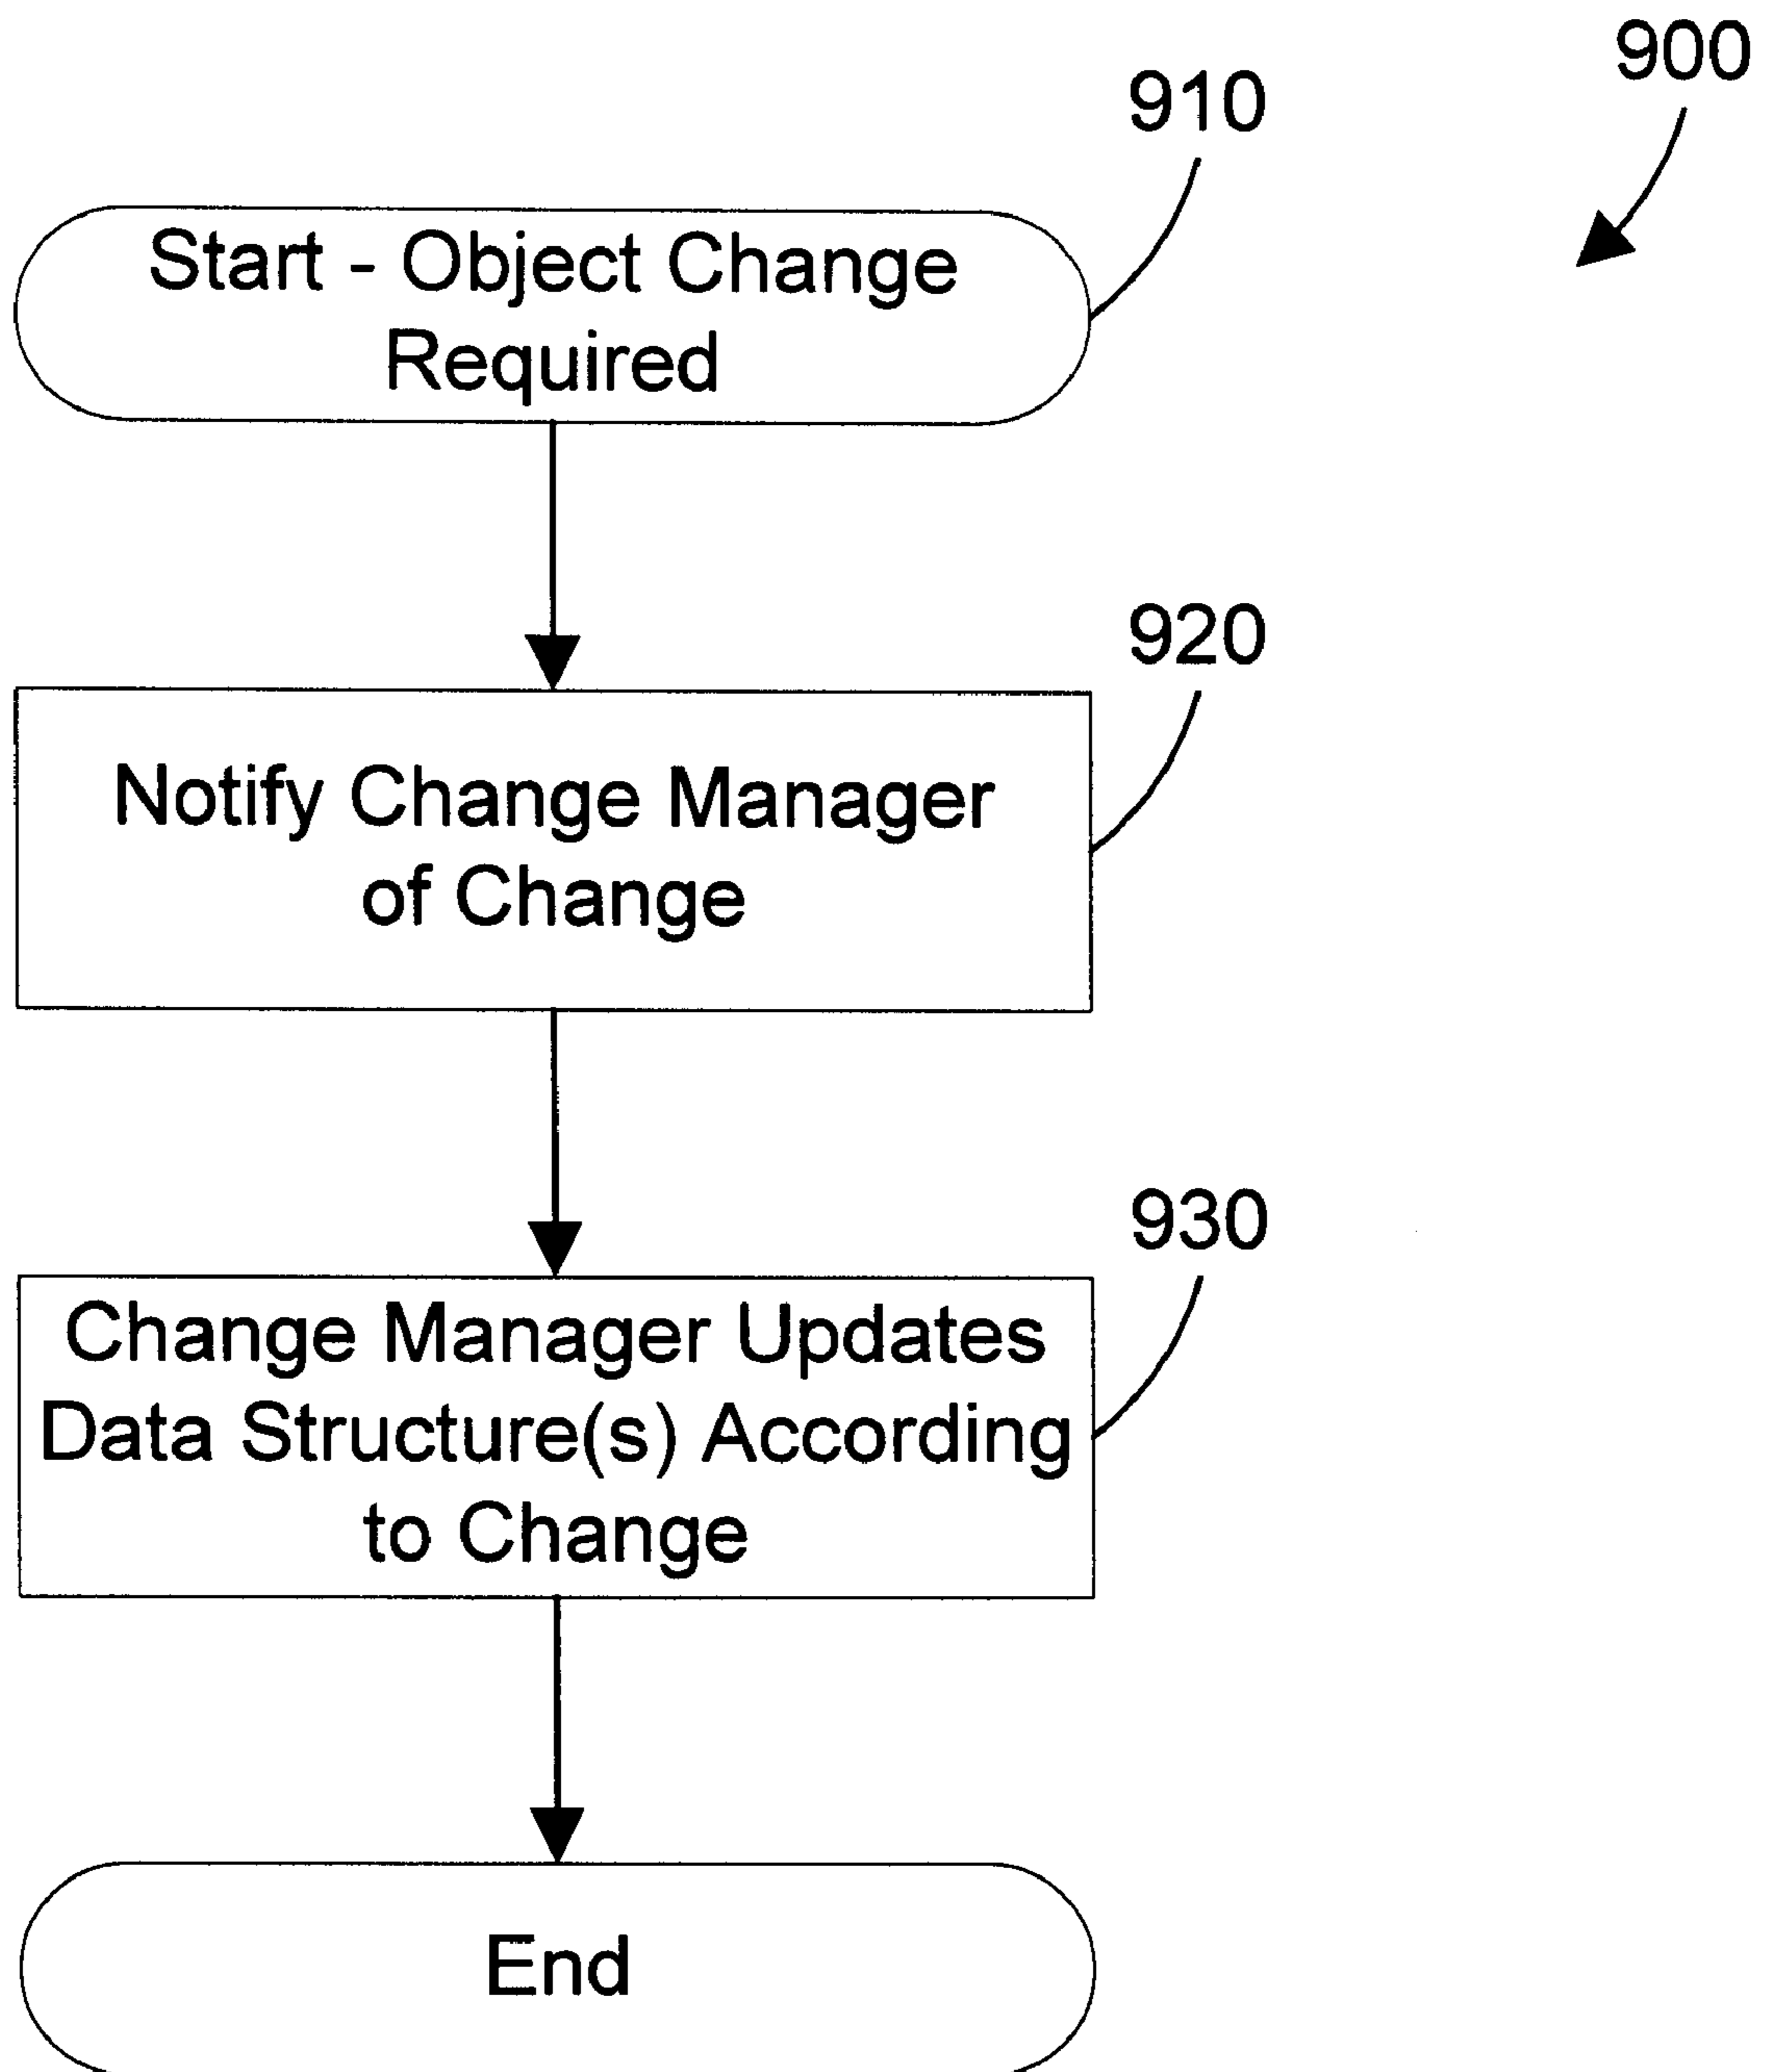 900
910
Start - Object Change
Required
920
Notify Change Manager
of Change
930
Change Manager Updates
Data Structure(s) According
to Change
End